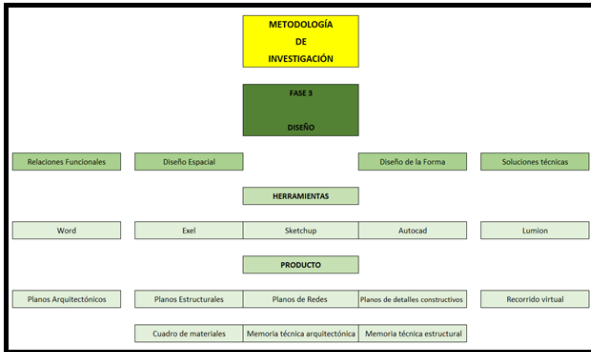 METODOLOGÍA
DE
INVESTIGACIÓN
FASE 3
DISEÑO
Relaciones Funcionales
Diseño Espacial
Diseño de la Forma
Soluciones técnicas
HERRAMIENTAS
Word
Exel
Sketchup
Autocad
Lumion
PRODUCTO
Planos Arquitectónicos
Planos Estructurales
Planos de Redes
Planos de detalles constructivos
Recorrido virtual
Cuadro de materiales
Memoria técnica arquitectónica
Memoria técnica estructural